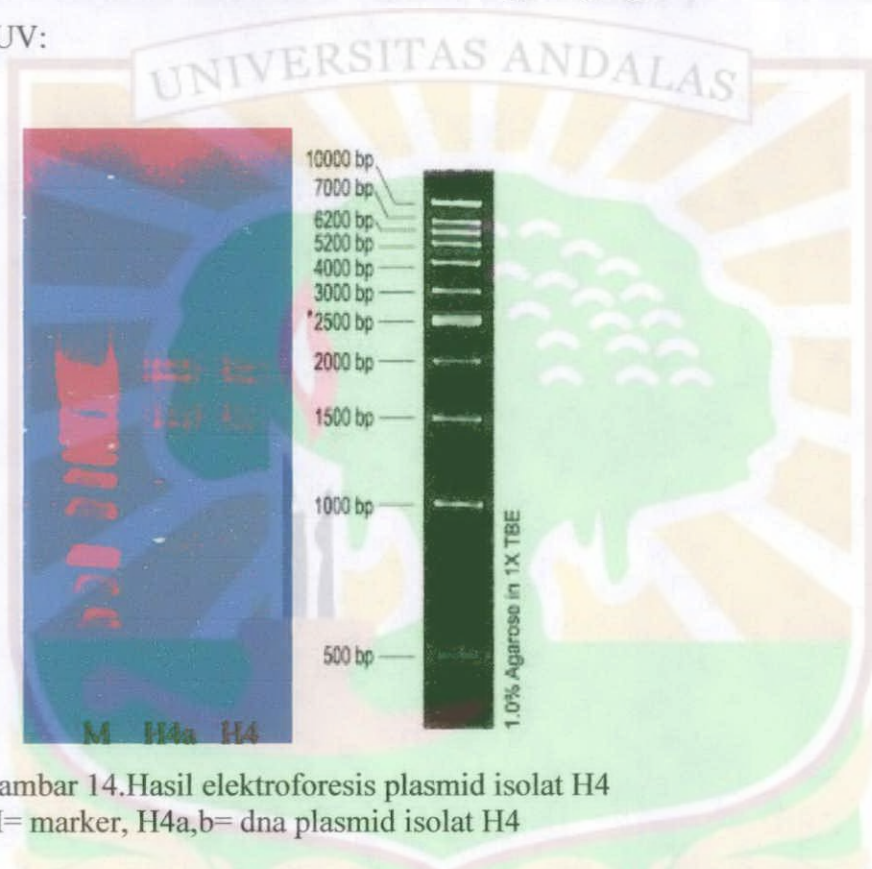 UV:
UNIVERSITAS ANDALAS
10000 bp
7000 bp
6200 bp
5200 bp
4000 bp
3000 bp
*2500 bp
2000 bp
1500 bp
1000 bp
500 bp
1.0% Agarose in 1X TBE
M H4a H4
ambar 14.Hasil elektroforesis plasmid isolat H4
= marker, H4a,b= dna plasmid isolat H4